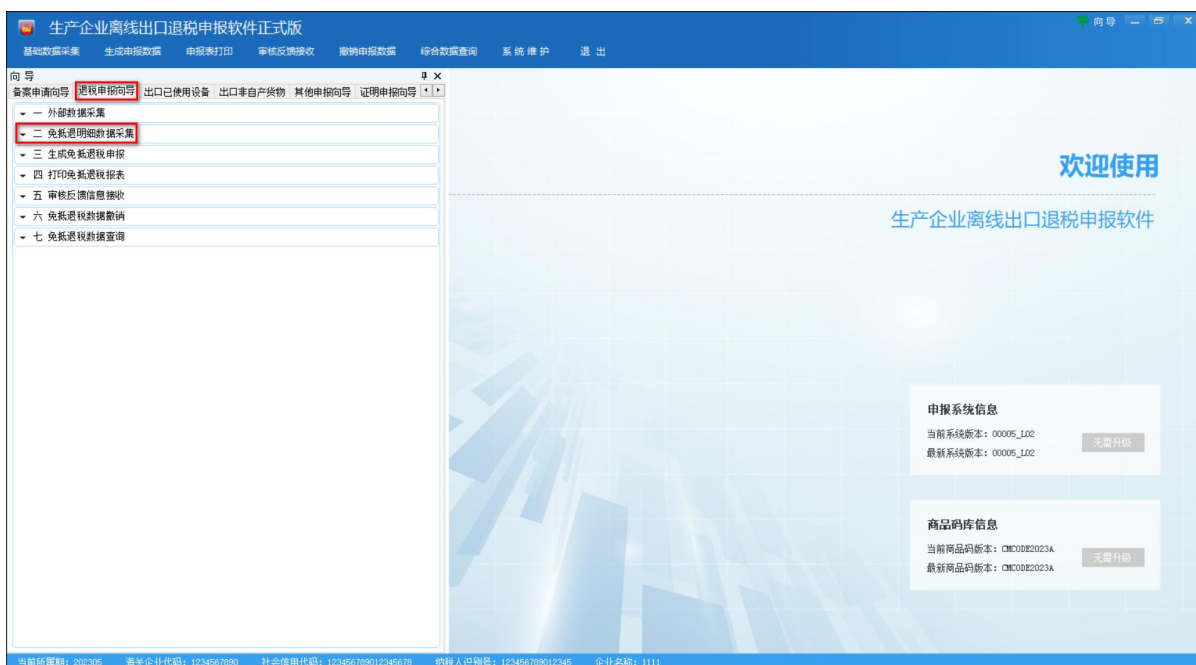 生产企业离线出口退税申报软件正式版
向导
基础数据采集 生成申报数据 申报表打印 审核反馈接收 撤销申报数据 综合数据查询 系统维护 退出
向导
备案申请向导 退税申报向导 出口已使用设备 出口非自产货物 其他申报向导 证明申报向导
一 外部数据采集
二 免抵退明细数据采集
三 生成免抵退税申报
四 打印免抵退税报表
五 审核反馈信息接收
六 免抵退税数据撤销
七 免抵退税数据查询
欢迎使用
生产企业离线出口退税申报软件
申报系统信息
当前系统版本：00005_L02
最新系统版本：00005_L02
无需升级
商品码库信息
当前商品码版本：CMCODE2023A
最新商品码版本：CMCODE2023A
无需升级
当前所属期：202305 海关企业代码：1234567890 社会信用代码：123456789012345678 纳税人识别号：123456789012345 企业名称：1111